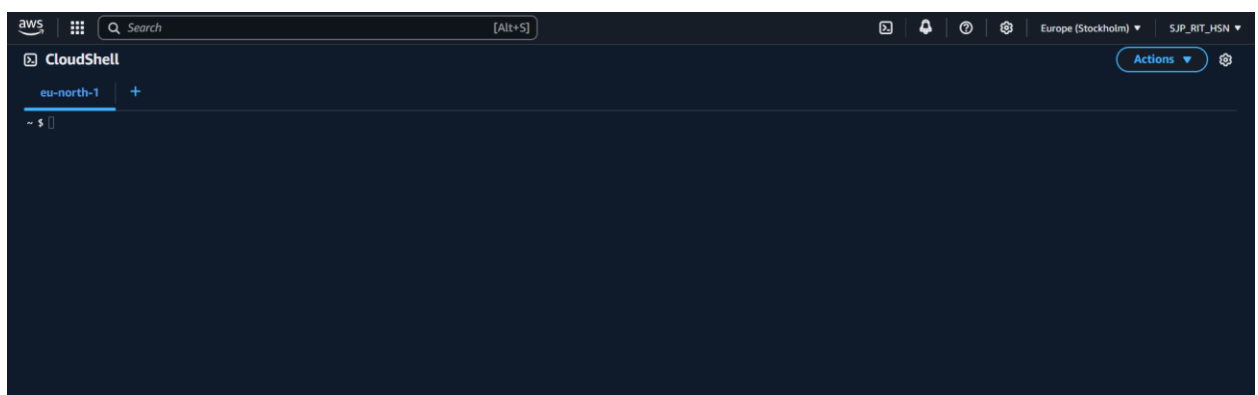 aws Search [Alt+S] Europe (Stockholm) SJP_RIT_HSN
CloudShell Actions
eu-north-1 +
~ $